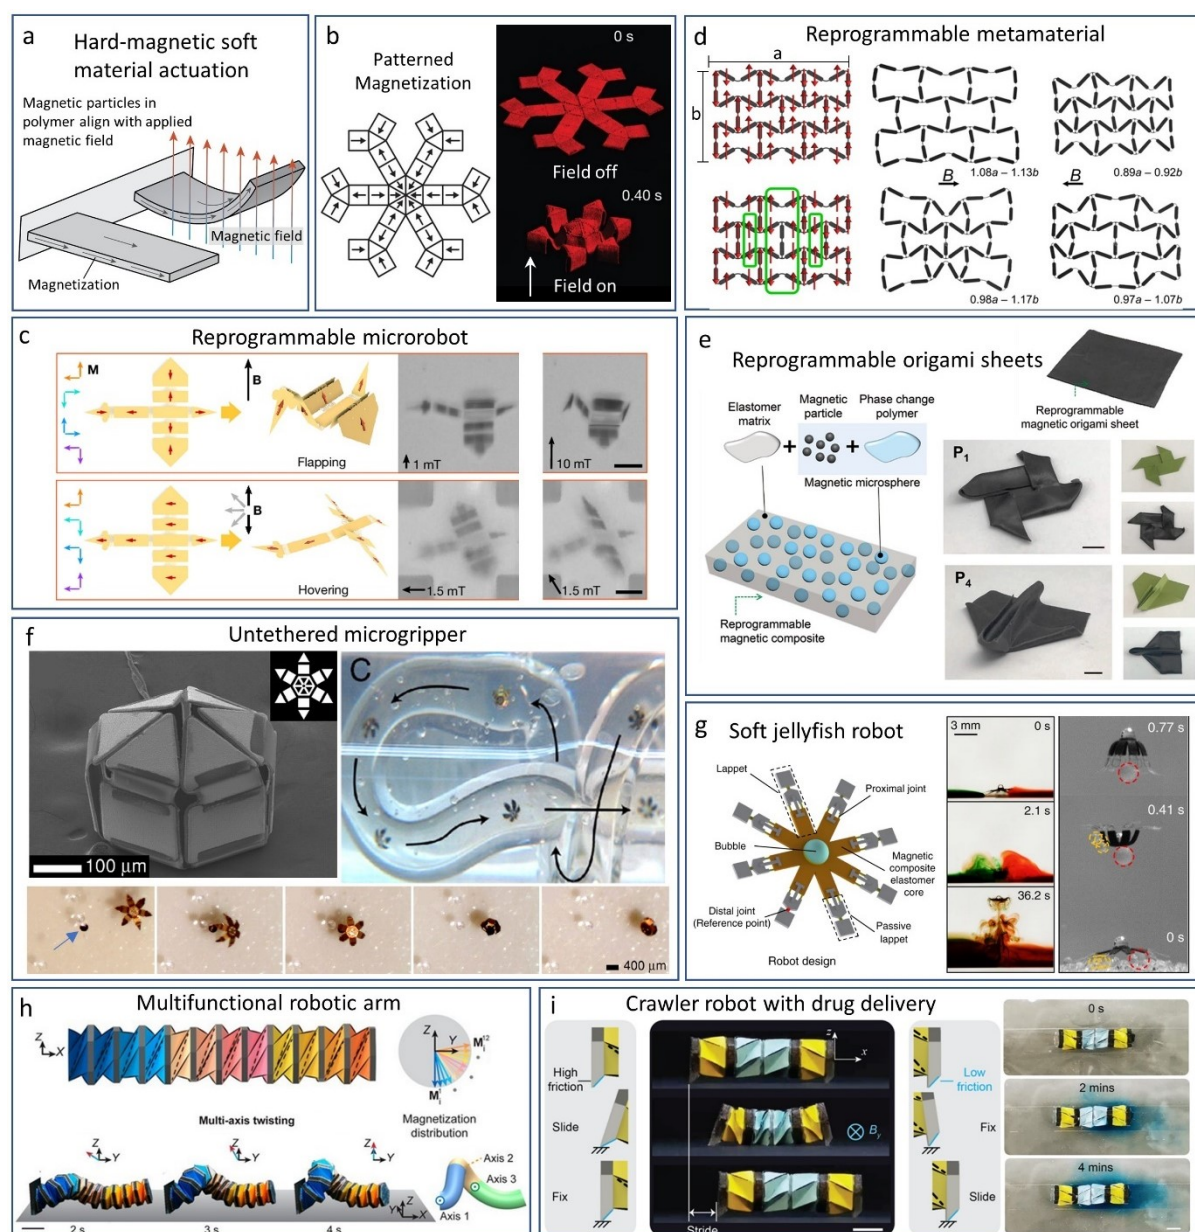 a
Hard-magnetic soft
material actuation
Magnetic particles in
polymer align with applied
magnetic field
Magnetic field
Magnetization
b
Patterned
Magnetization
0 s
Field off
0.40 s
Field on
d
Reprogrammable metamaterial
a
b
1.08a – 1.13b
0.89a – 0.92b
B
B
0.98a – 1.17b
0.97a – 1.07b
c
Reprogrammable microrobot
M
B
Flapping
1 mT
10 mT
B
Hovering
1.5 mT
1.5 mT
e
Reprogrammable origami sheets
Elastomer
matrix
+
Magnetic
particle
+
Phase change
polymer
Magnetic microsphere
Reprogrammable
magnetic composite
Reprogrammable
magnetic origami sheet
P1
P4
f
Untethered microgripper
100 μm
C
400 μm
g
Soft jellyfish robot
Lappet
Proximal joint
Bubble
Magnetic
composite
elastomer
core
Distal joint
(Reference point)
Passive
lappet
Robot design
3 mm
0 s
2.1 s
36.2 s
0.77 s
0.41 s
0 s
h
Multifunctional robotic arm
Z
X
Z
Y
Magnetization
distribution
Multi-axis twisting
Z
Y
Z
Y
Z
Y
Z
Y
X
2 s
3 s
4 s
Axis 2
Axis 3
Axis 1
i
Crawler robot with drug delivery
High
friction
Slide
Fix
z
x
By
Stride
Low
friction
Fix
Slide
0 s
2 mins
4 mins